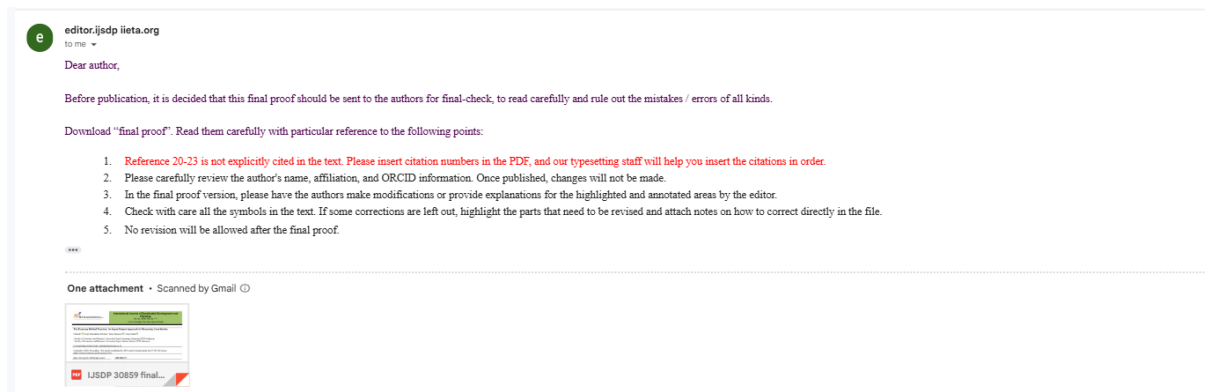 editor.ijsdp iieta.org
e
to me
Dear author,
Before publication, it is decided that this final proof should be sent to the authors for final-check, to read carefully and rule out the mistakes / errors of all kinds.
Download “final proof”. Read them carefully with particular reference to the following points:
1. Reference 20-23 is not explicitly cited in the text. Please insert citation numbers in the PDF, and our typesetting staff will help you insert the citations in order.
2. Please carefully review the author's name, affiliation, and ORCID information. Once published, changes will not be made.
3. In the final proof version, please have the authors make modifications or provide explanations for the highlighted and annotated areas by the editor.
4. Check with care all the symbols in the text. If some corrections are left out, highlight the parts that need to be revised and attach notes on how to correct directly in the file.
5. No revision will be allowed after the final proof.
One attachment • Scanned by Gmail
PDF IJSDP 30859 final...